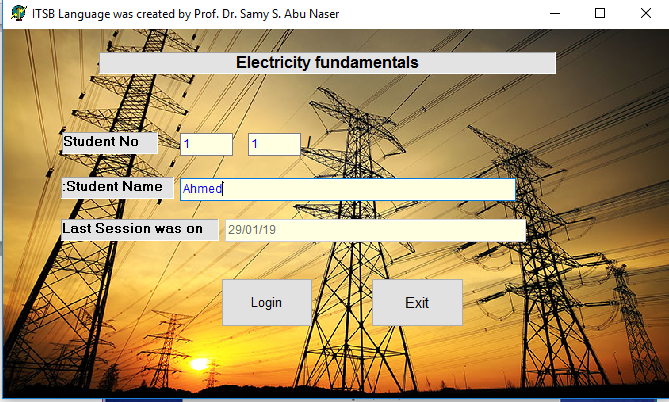 ITSB Language was created by Prof. Dr. Samy S. Abu Naser
Electricity fundamentals
Student No 1 1
:Student Name Ahmed
Last Session was on 29/01/19
Login Exit